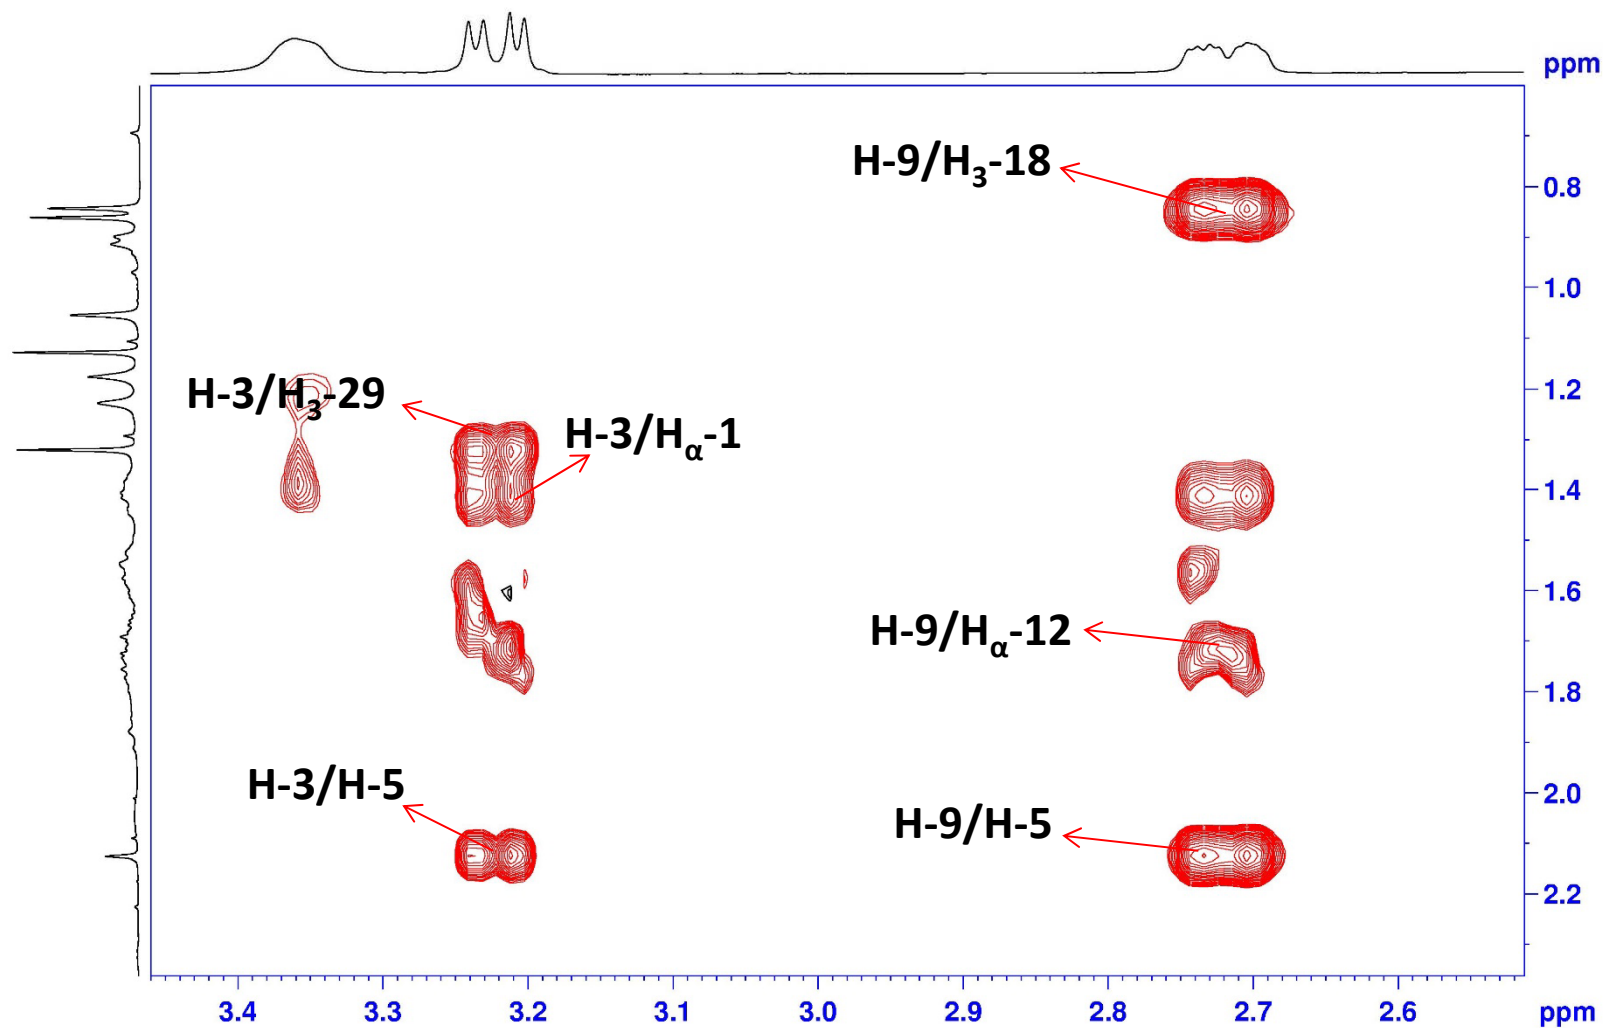 ppm
H-9/H₃-18
0.8
1.0
H-3/H₃-29
1.2
H-3/Hα-1
1.4
1.6
H-9/Hα-12
1.8
H-3/H-5
2.0
H-9/H-5
2.2
3.4 3.3 3.2 3.1 3.0 2.9 2.8 2.7 2.6 ppm